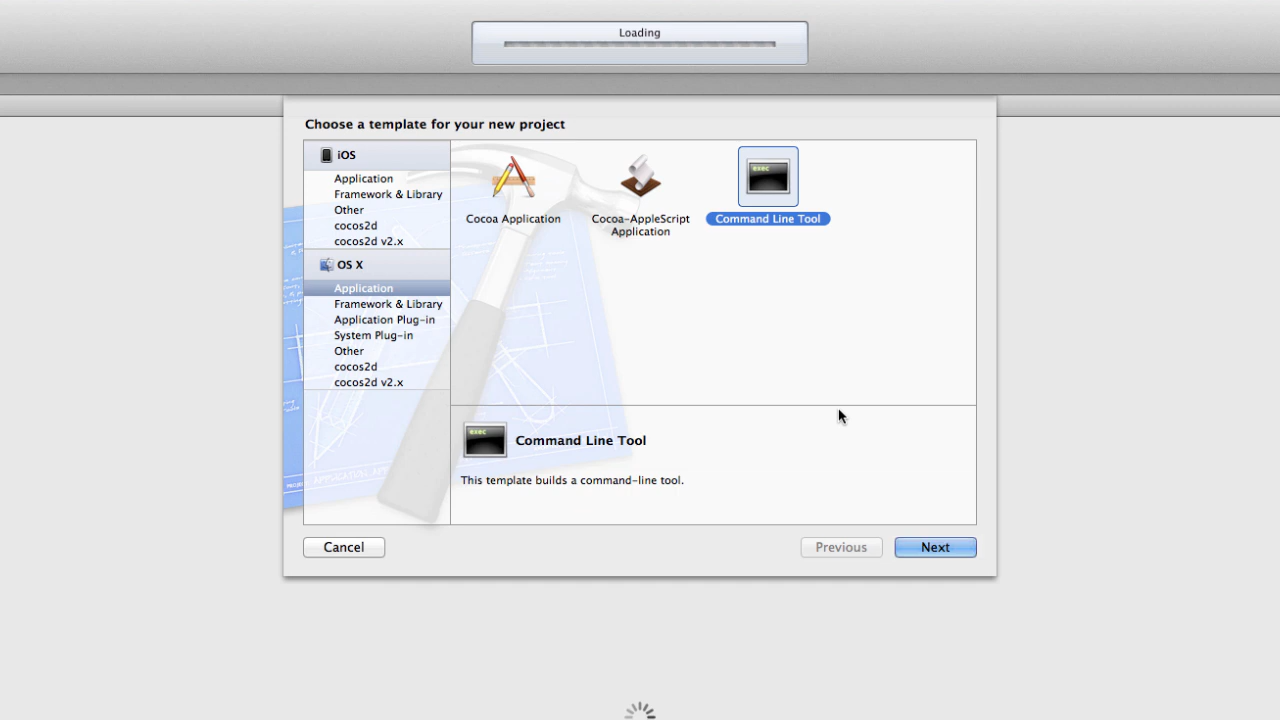 Loading
Choose a template for your new project
iOS
Application
Framework & Library
Other
cocos2d
cocos2d v2.x
OS X
Application
Framework & Library
Application Plug-in
System Plug-in
Other
cocos2d
cocos2d v2.x
Cocoa Application
Cocoa-AppleScript
Application
exec
Command Line Tool
exec
Command Line Tool
This template builds a command-line tool.
Cancel
Previous
Next